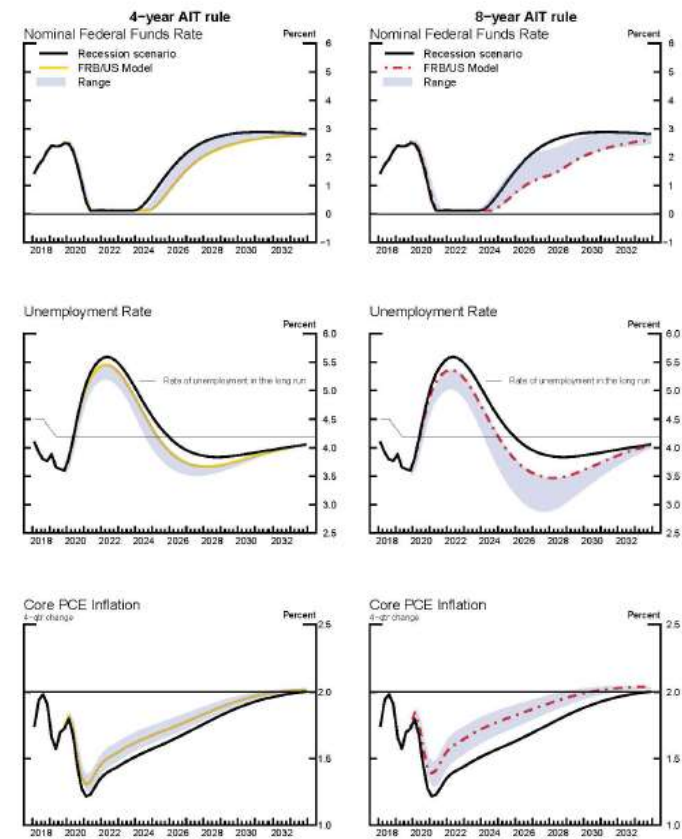 4-year AIT rule
Nominal Federal Funds Rate
Percent
Recession scenario
FRB/US Model
Range
6
5
4
3
2
1
0
-1
2018 2020 2022 2024 2026 2028 2030 2032
8-year AIT rule
Nominal Federal Funds Rate
Percent
Recession scenario
FRB/US Model
Range
6
5
4
3
2
1
0
-1
2018 2020 2022 2024 2026 2028 2030 2032
Unemployment Rate
Percent
Rate of unemployment in the long run
6.0
5.5
5.0
4.5
4.0
3.5
3.0
2.5
2018 2020 2022 2024 2026 2028 2030 2032
Unemployment Rate
Percent
Rate of unemployment in the long run
6.0
5.5
5.0
4.5
4.0
3.5
3.0
2.5
2018 2020 2022 2024 2026 2028 2030 2032
Core PCE Inflation
4-qtr change
Percent
2.5
2.0
1.5
1.0
2018 2020 2022 2024 2026 2028 2030 2032
Core PCE Inflation
4-qtr change
Percent
2.5
2.0
1.5
1.0
2018 2020 2022 2024 2026 2028 2030 2032